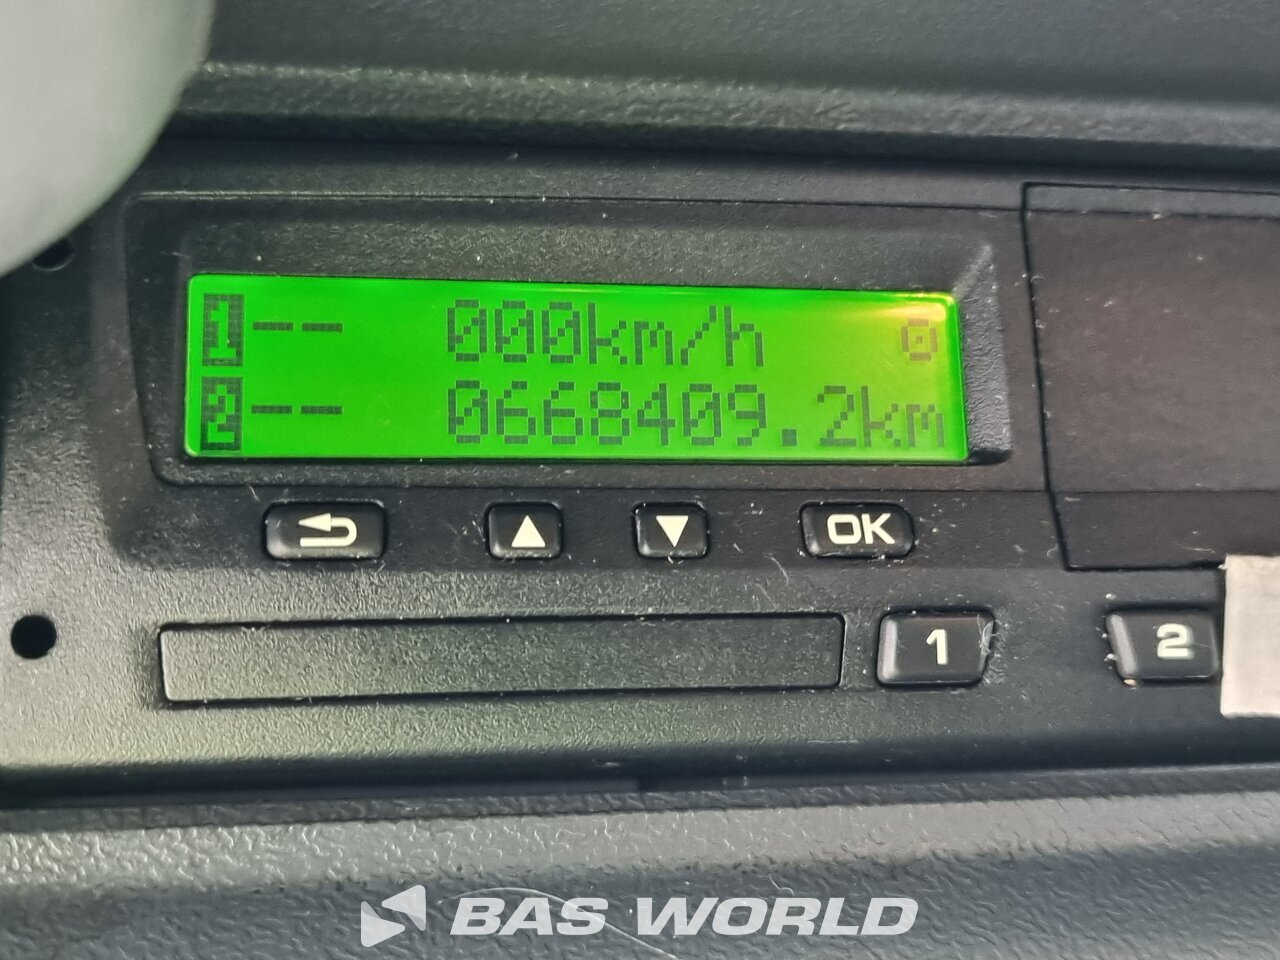 1-- 000km/h
2-- 0668409.2km
OK
1
2
BAS WORLD